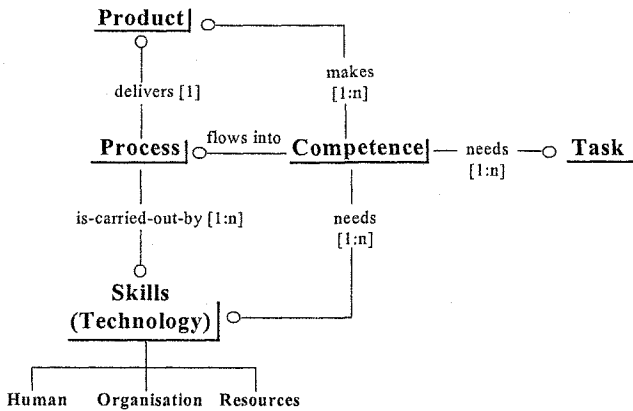 Product
makes
[1:n]
delivers [1]
Process
flows into
Competence
needs
[1:n]
Task
is-carried-out-by [1:n]
needs
[1:n]
Skills
(Technology)
Human
Organisation
Resources